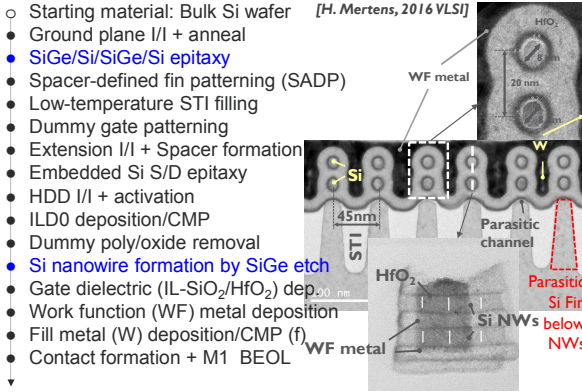 Starting material: Bulk Si wafer
Ground plane I/I + anneal
SiGe/Si/SiGe/Si epitaxy
Spacer-defined fin patterning (SADP)
Low-temperature STI filling
Dummy gate patterning
Extension I/I + Spacer formation
Embedded Si S/D epitaxy
HDD I/I + activation
ILD0 deposition/CMP
Dummy poly/oxide removal
Si nanowire formation by SiGe etch
Gate dielectric (IL-SiO₂/HfO₂) dep.
Work function (WF) metal deposition
Fill metal (W) deposition/CMP (f)
Contact formation + M1 BEOL
[H. Mertens, 2016 VLSI]
HfO₂
WF metal
20 nm
W
Si
45nm
STI
Parasitic
channel
HfO₂
Si NWs
WF metal
Parasitic
Si Fin
below
NWs